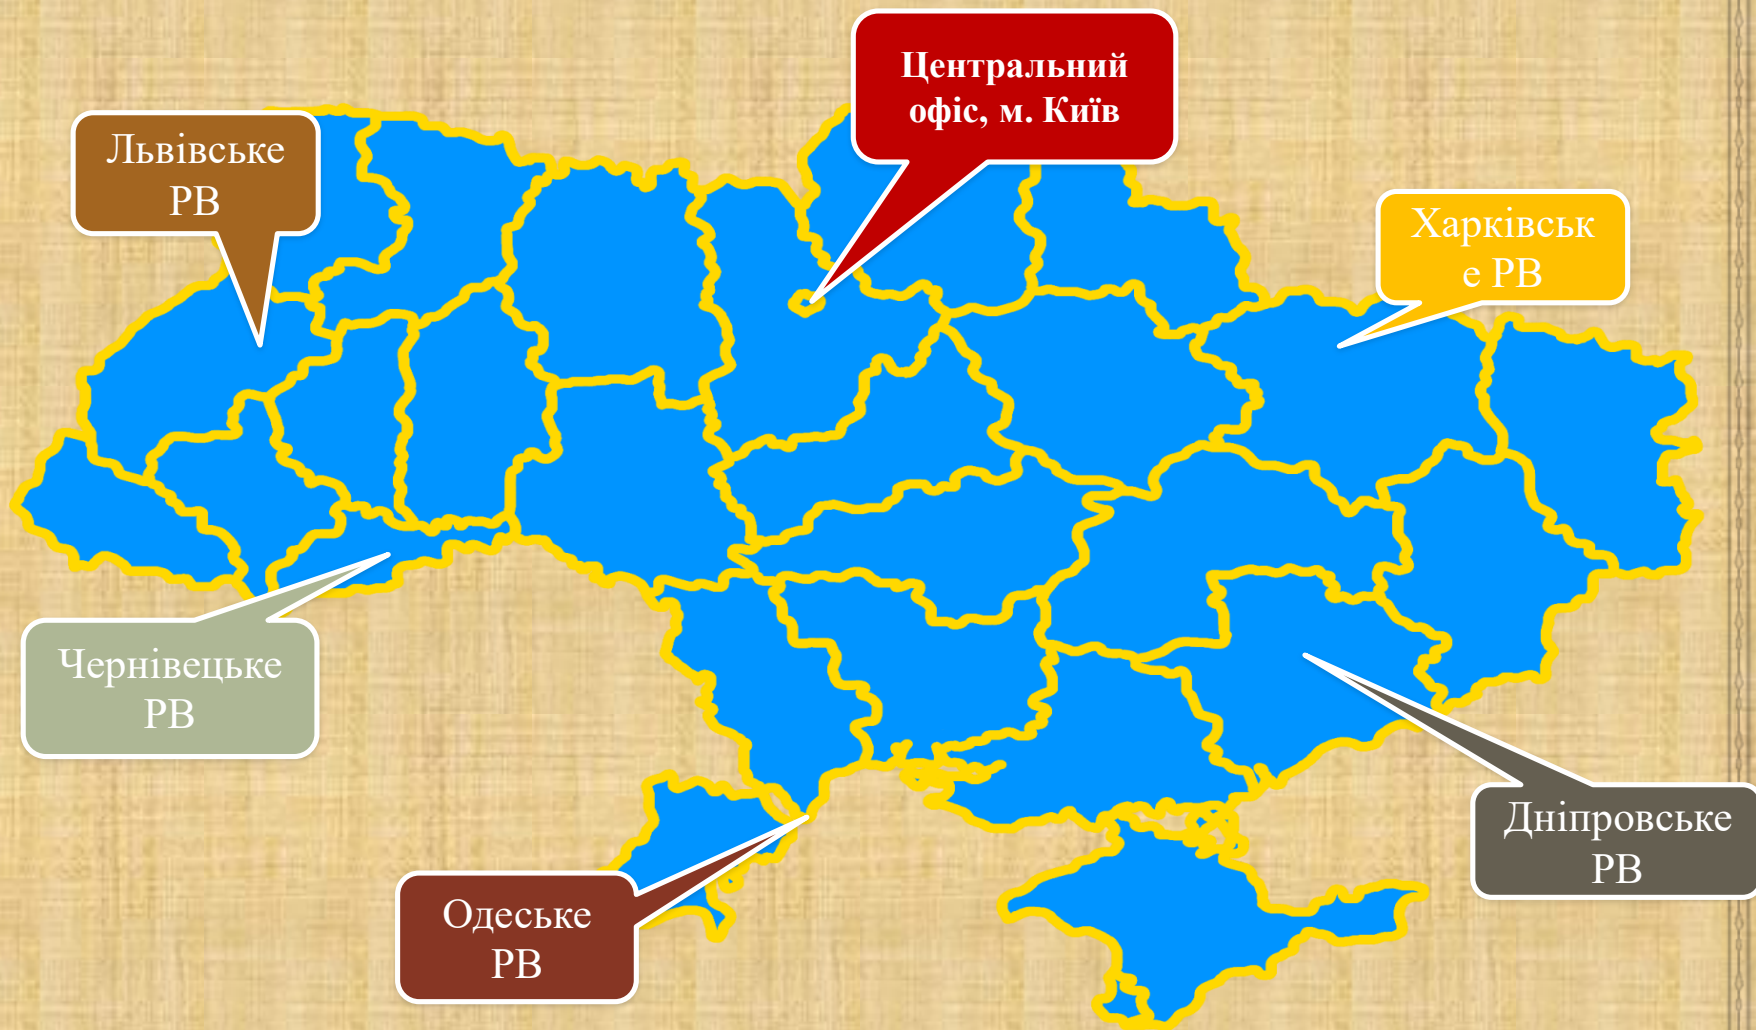 Центральний
офіс, м. Київ
Львівське
РВ
Харківськ
е РВ
Чернівецьке
РВ
Дніпровське
РВ
Одеське
РВ